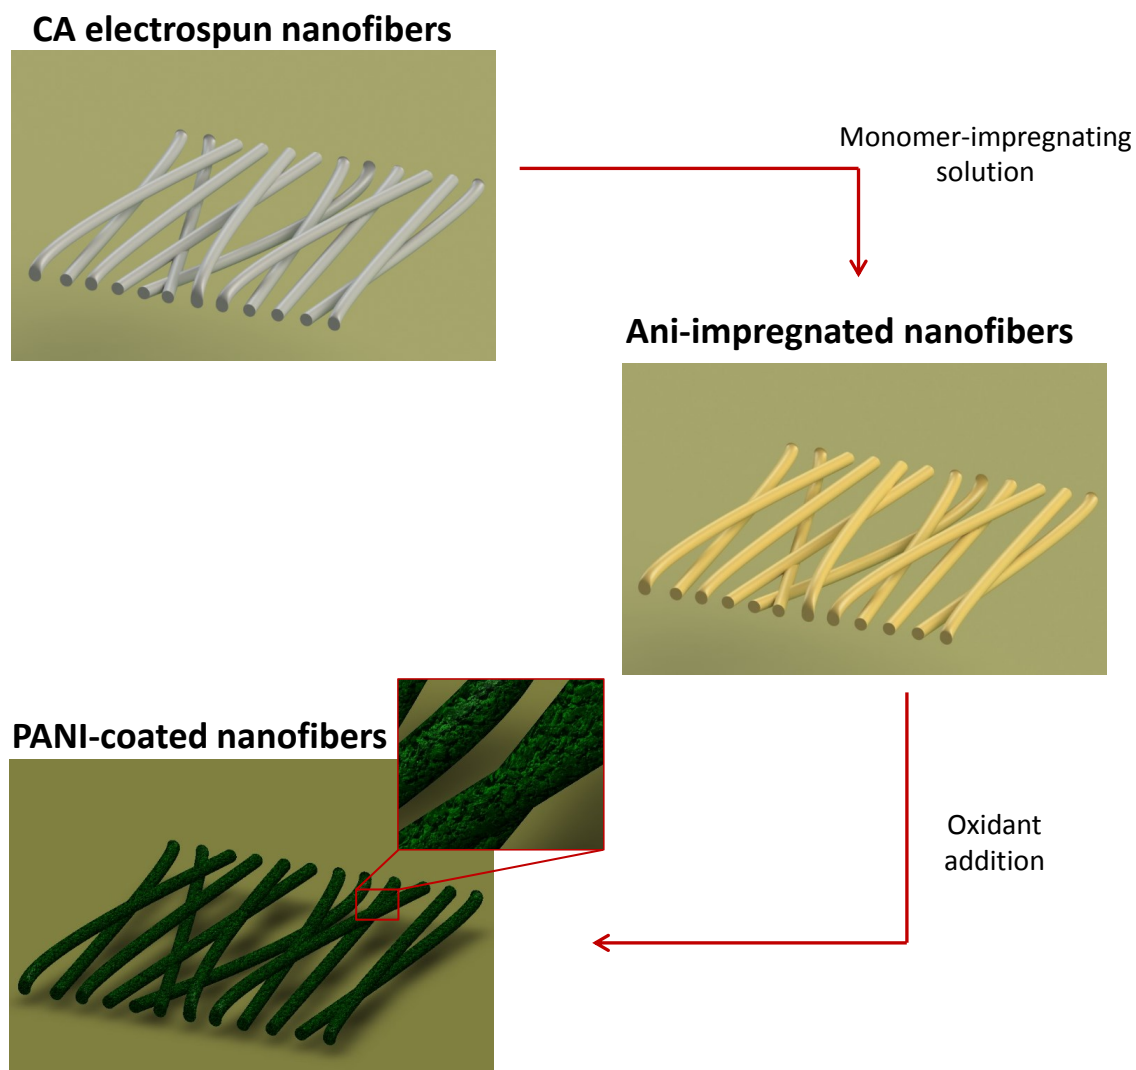 CA electrospun nanofibers
Monomer-impregnating
solution
Ani-impregnated nanofibers
PANI-coated nanofibers
Oxidant
addition